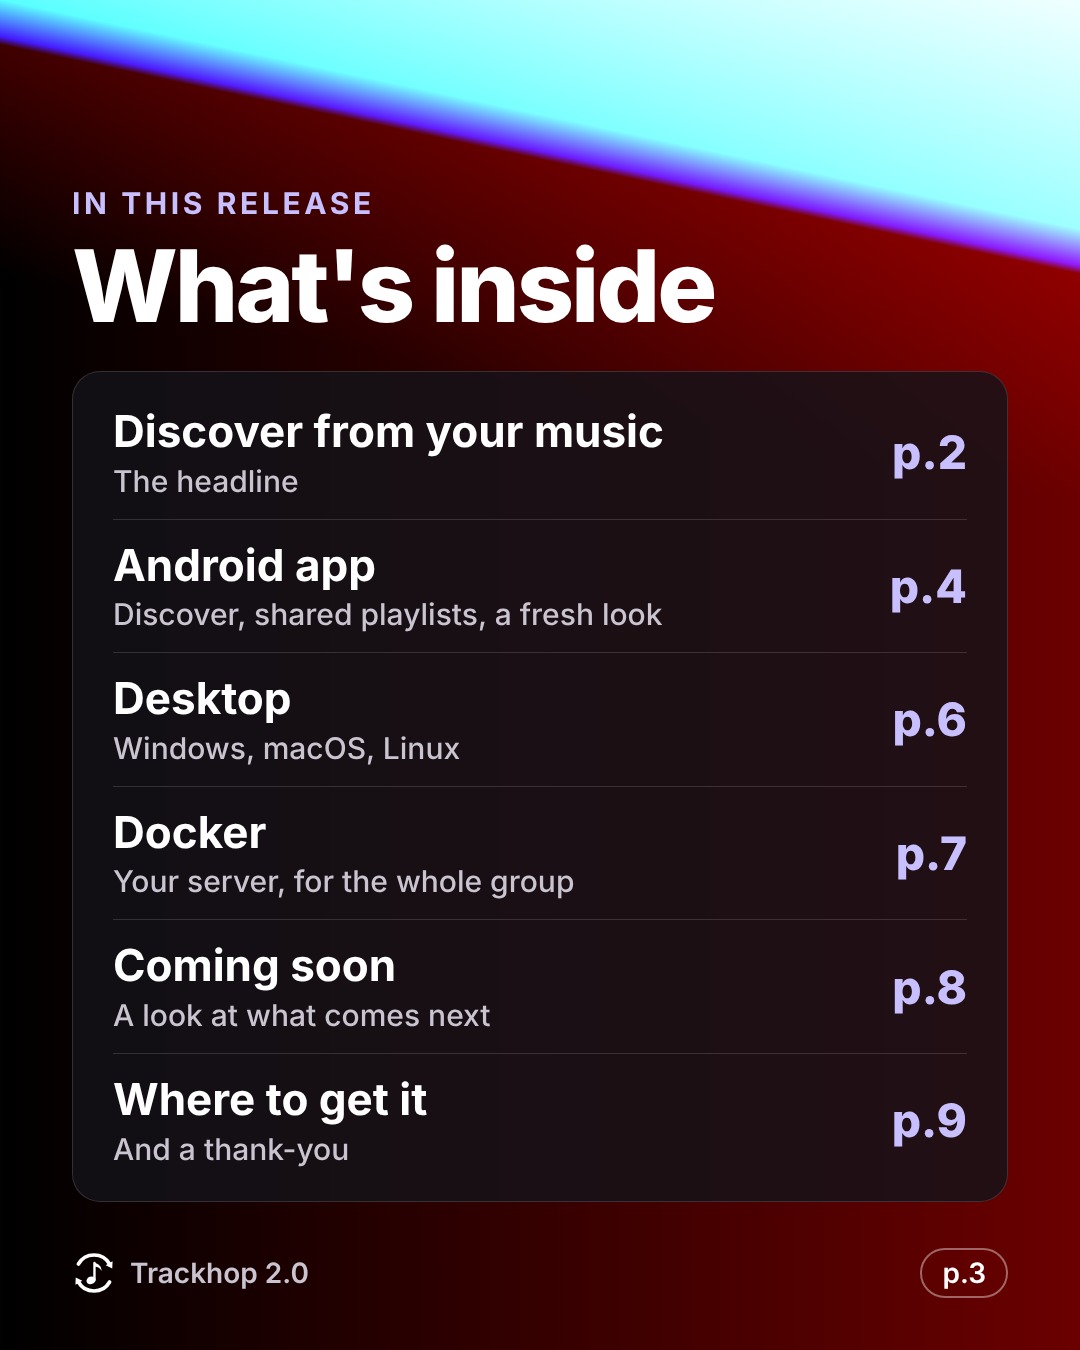 IN THIS RELEASE
What's inside
Discover from your music
The headline
p.2
Android app
Discover, shared playlists, a fresh look
p.4
Desktop
Windows, macOS, Linux
p.6
Docker
Your server, for the whole group
p.7
Coming soon
A look at what comes next
p.8
Where to get it
And a thank-you
p.9
Trackhop 2.0
p.3